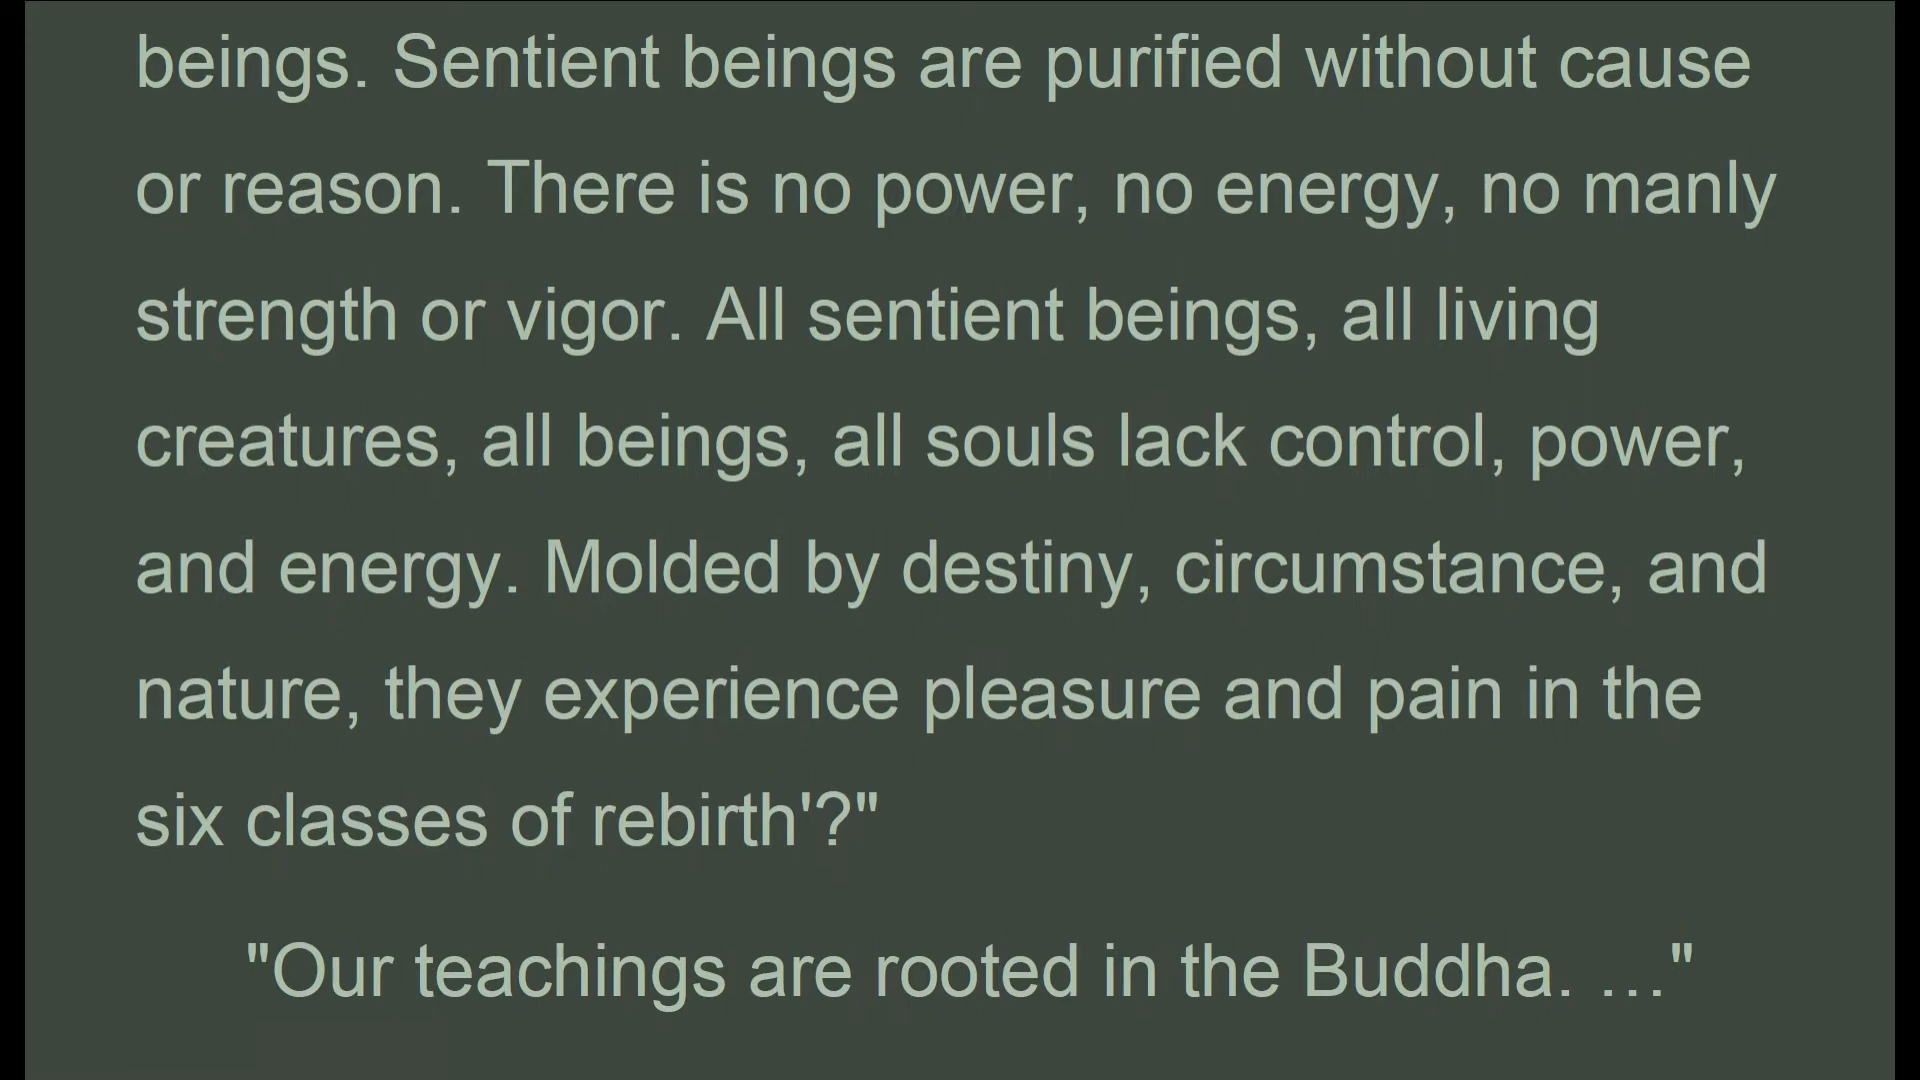 beings. Sentient beings are purified without cause
or reason. There is no power, no energy, no manly
strength or vigor. All sentient beings, all living
creatures, all beings, all souls lack control, power,
and energy. Molded by destiny, circumstance, and
nature, they experience pleasure and pain in the
six classes of rebirth'?"
"Our teachings are rooted in the Buddha. …"